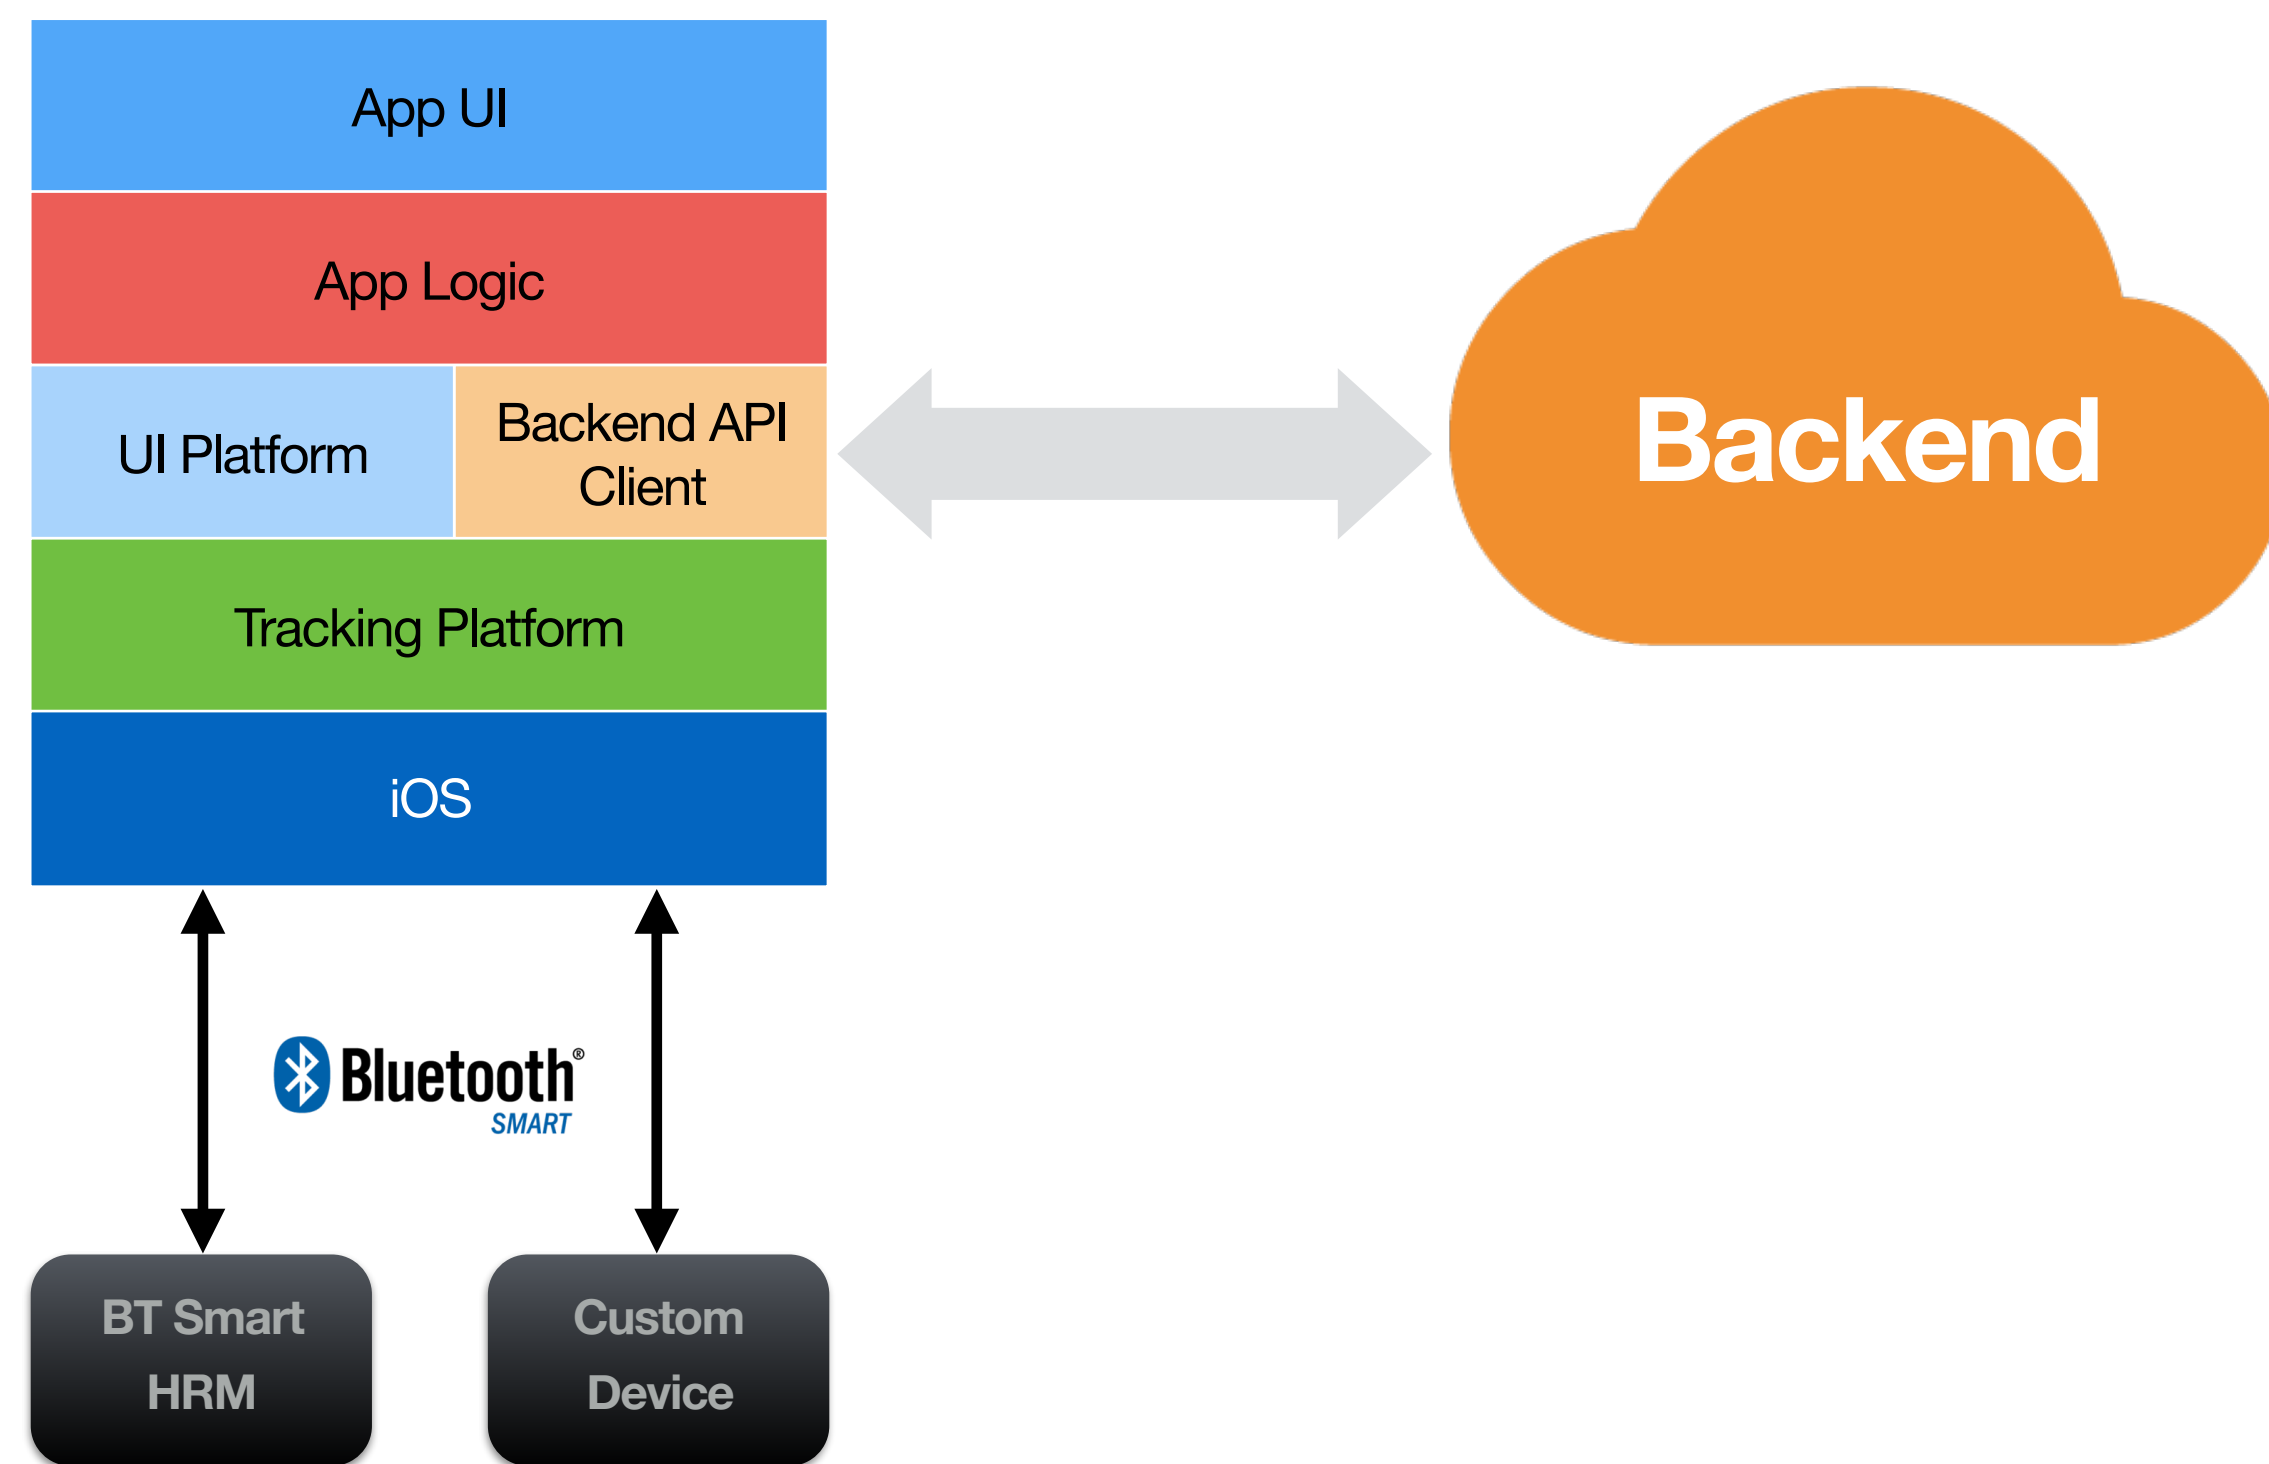 App UI
App Logic
UI Platform
Backend API
Client
Backend
Tracking Platform
iOS
Bluetooth®
SMART
BT Smart
HRM
Custom
Device